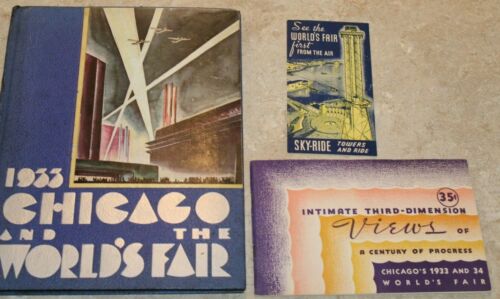 1933
CHICAGO
AND THE
WORLD'S FAIR
See the
WORLD'S FAIR
first
FROM THE AIR
SKY-RIDE TOWERS
AND RIDE
35¢
INTIMATE THIRD-DIMENSION
Views OF
A CENTURY OF PROGRESS
CHICAGO'S 1933 AND 34
WORLD'S FAIR